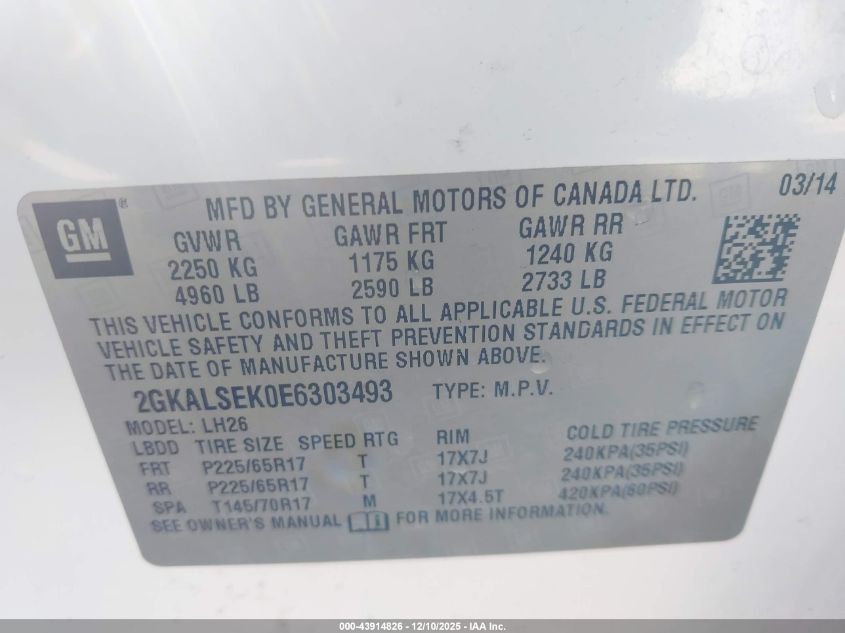 GM®
MFD BY GENERAL MOTORS OF CANADA LTD. 03/14
GVWR GAWR FRT GAWR RR
2250 KG 1175 KG 1240 KG
4960 LB 2590 LB 2733 LB
THIS VEHICLE CONFORMS TO ALL APPLICABLE U.S. FEDERAL MOTOR
VEHICLE SAFETY AND THEFT PREVENTION STANDARDS IN EFFECT ON
THE DATE OF MANUFACTURE SHOWN ABOVE.
2GKALSEK0E6303493 TYPE: M.P.V.
MODEL: LH26
LBDD TIRE SIZE SPEED RTG RIM COLD TIRE PRESSURE
FRT P225/65R17 T 17X7J 240KPA(35PSI)
RR P225/65R17 T 17X7J 240KPA(35PSI)
SPA T145/70R17 M 17X4.5T 420KPA(60PSI)
SEE OWNER'S MANUAL FOR MORE INFORMATION.
000-43914826 - 12/10/2025 - IAA Inc.